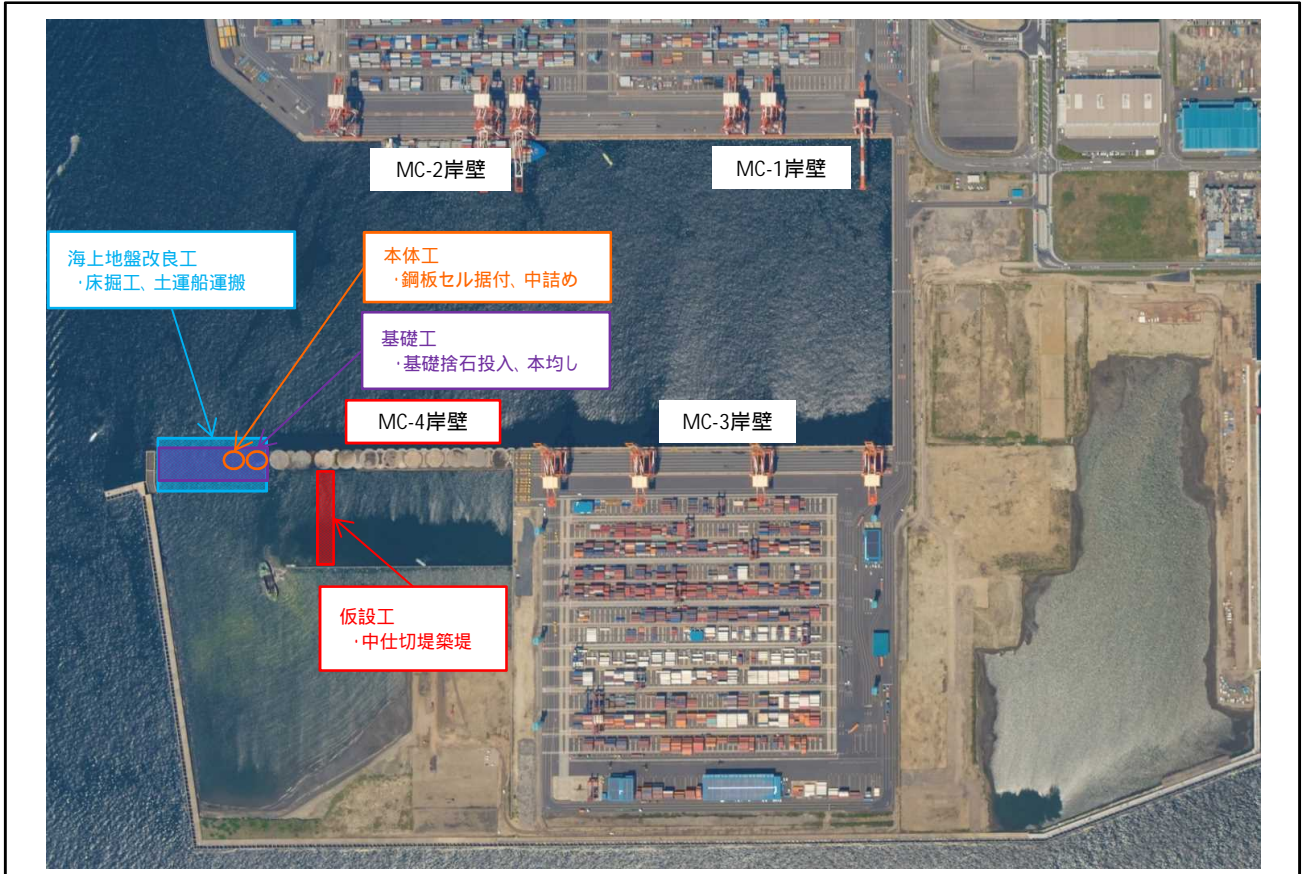 MC-2岸壁
MC-1岸壁
海上地盤改良工
・床掘工、土運船運搬
本体工
・鋼板セル据付、中詰め
基礎工
・基礎捨石投入、本均し
MC-4岸壁
MC-3岸壁
仮設工
・中仕切堤築堤